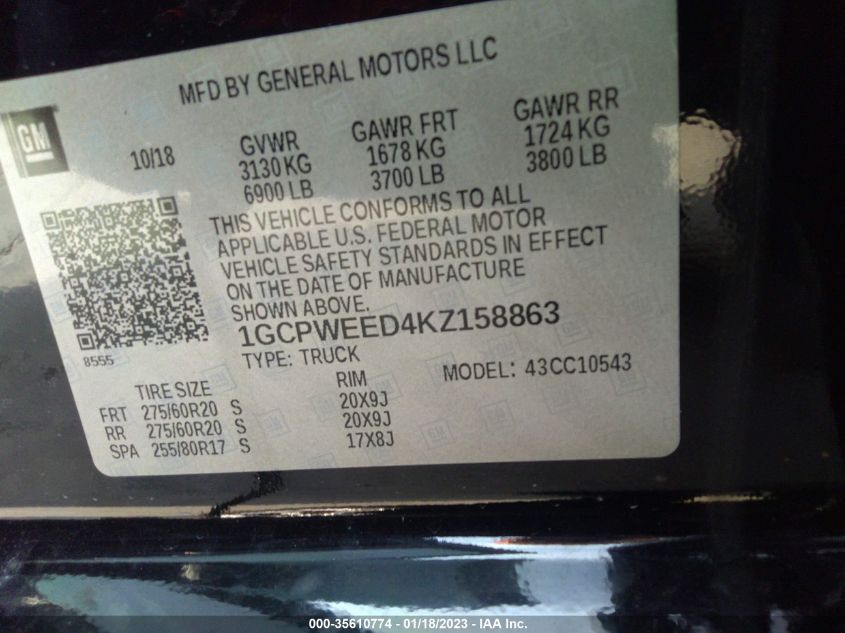 MFD BY GENERAL MOTORS LLC
GM
10/18
GVWR
3130 KG
6900 LB
GAWR FRT
1678 KG
3700 LB
GAWR RR
1724 KG
3800 LB
THIS VEHICLE CONFORMS TO ALL
APPLICABLE U.S. FEDERAL MOTOR
VEHICLE SAFETY STANDARDS IN EFFECT
ON THE DATE OF MANUFACTURE
SHOWN ABOVE.
8555
1GCPWEED4KZ158863
TYPE: TRUCK
MODEL: 43CC10543
TIRE SIZE RIM
FRT 275/60R20 S 20X9J
RR 275/60R20 S 20X9J
SPA 255/80R17 S 17X8J
000-35610774 — 01/18/2023 — IAA Inc.